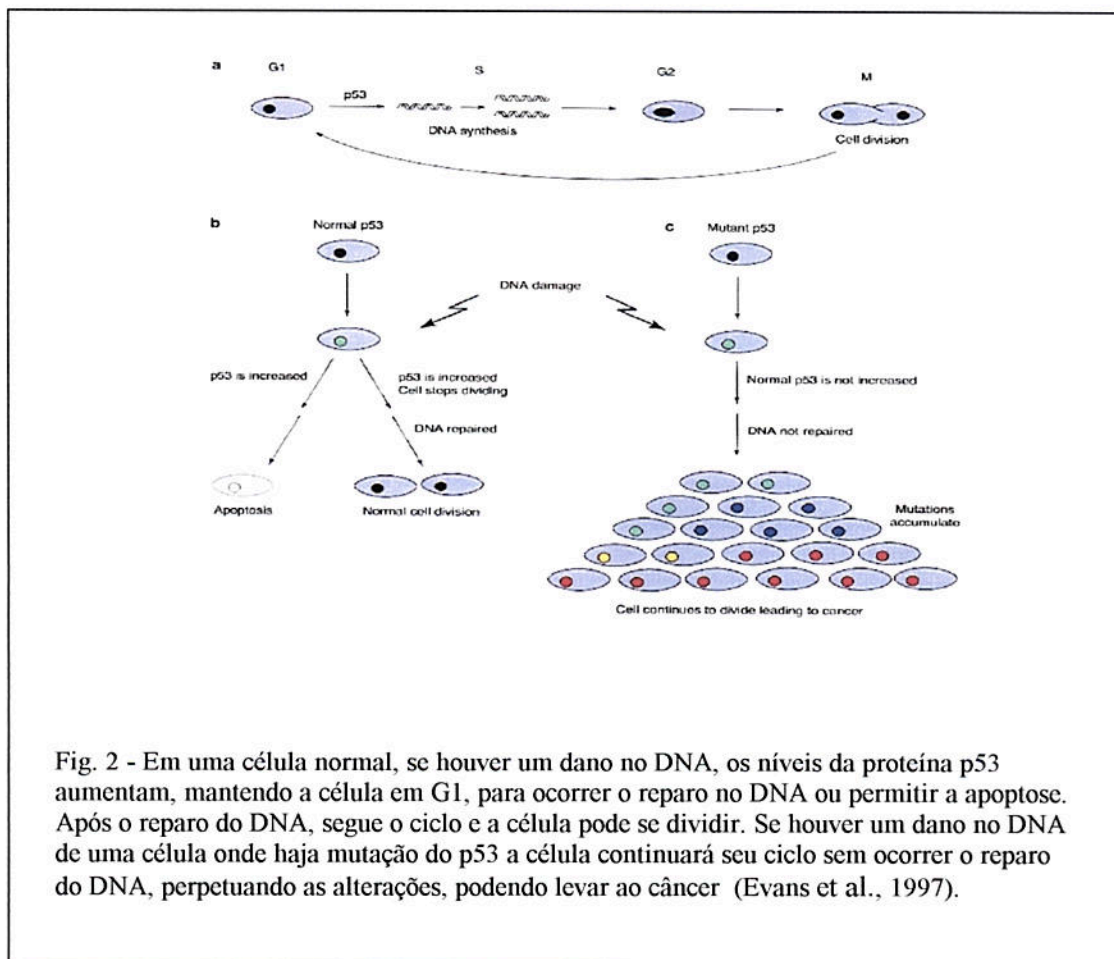 a
G1
S
G2
M
p53
DNA synthesis
Cell division
b
Normal p53
c
Mutant p53
DNA damage
p53 is increased
p53 is increased
Cell stops dividing
Normal p53 is not increased
DNA repaired
DNA not repaired
Apoptosis
Normal cell division
Mutations
accumulate
Cell continues to divide leading to cancer
Fig. 2 - Em uma célula normal, se houver um dano no DNA, os níveis da proteína p53
aumentam, mantendo a célula em G1, para ocorrer o reparo no DNA ou permitir a apoptose.
Após o reparo do DNA, segue o ciclo e a célula pode se dividir. Se houver um dano no DNA
de uma célula onde haja mutação do p53 a célula continuará seu ciclo sem ocorrer o reparo
do DNA, perpetuando as alterações, podendo levar ao câncer (Evans et al., 1997).